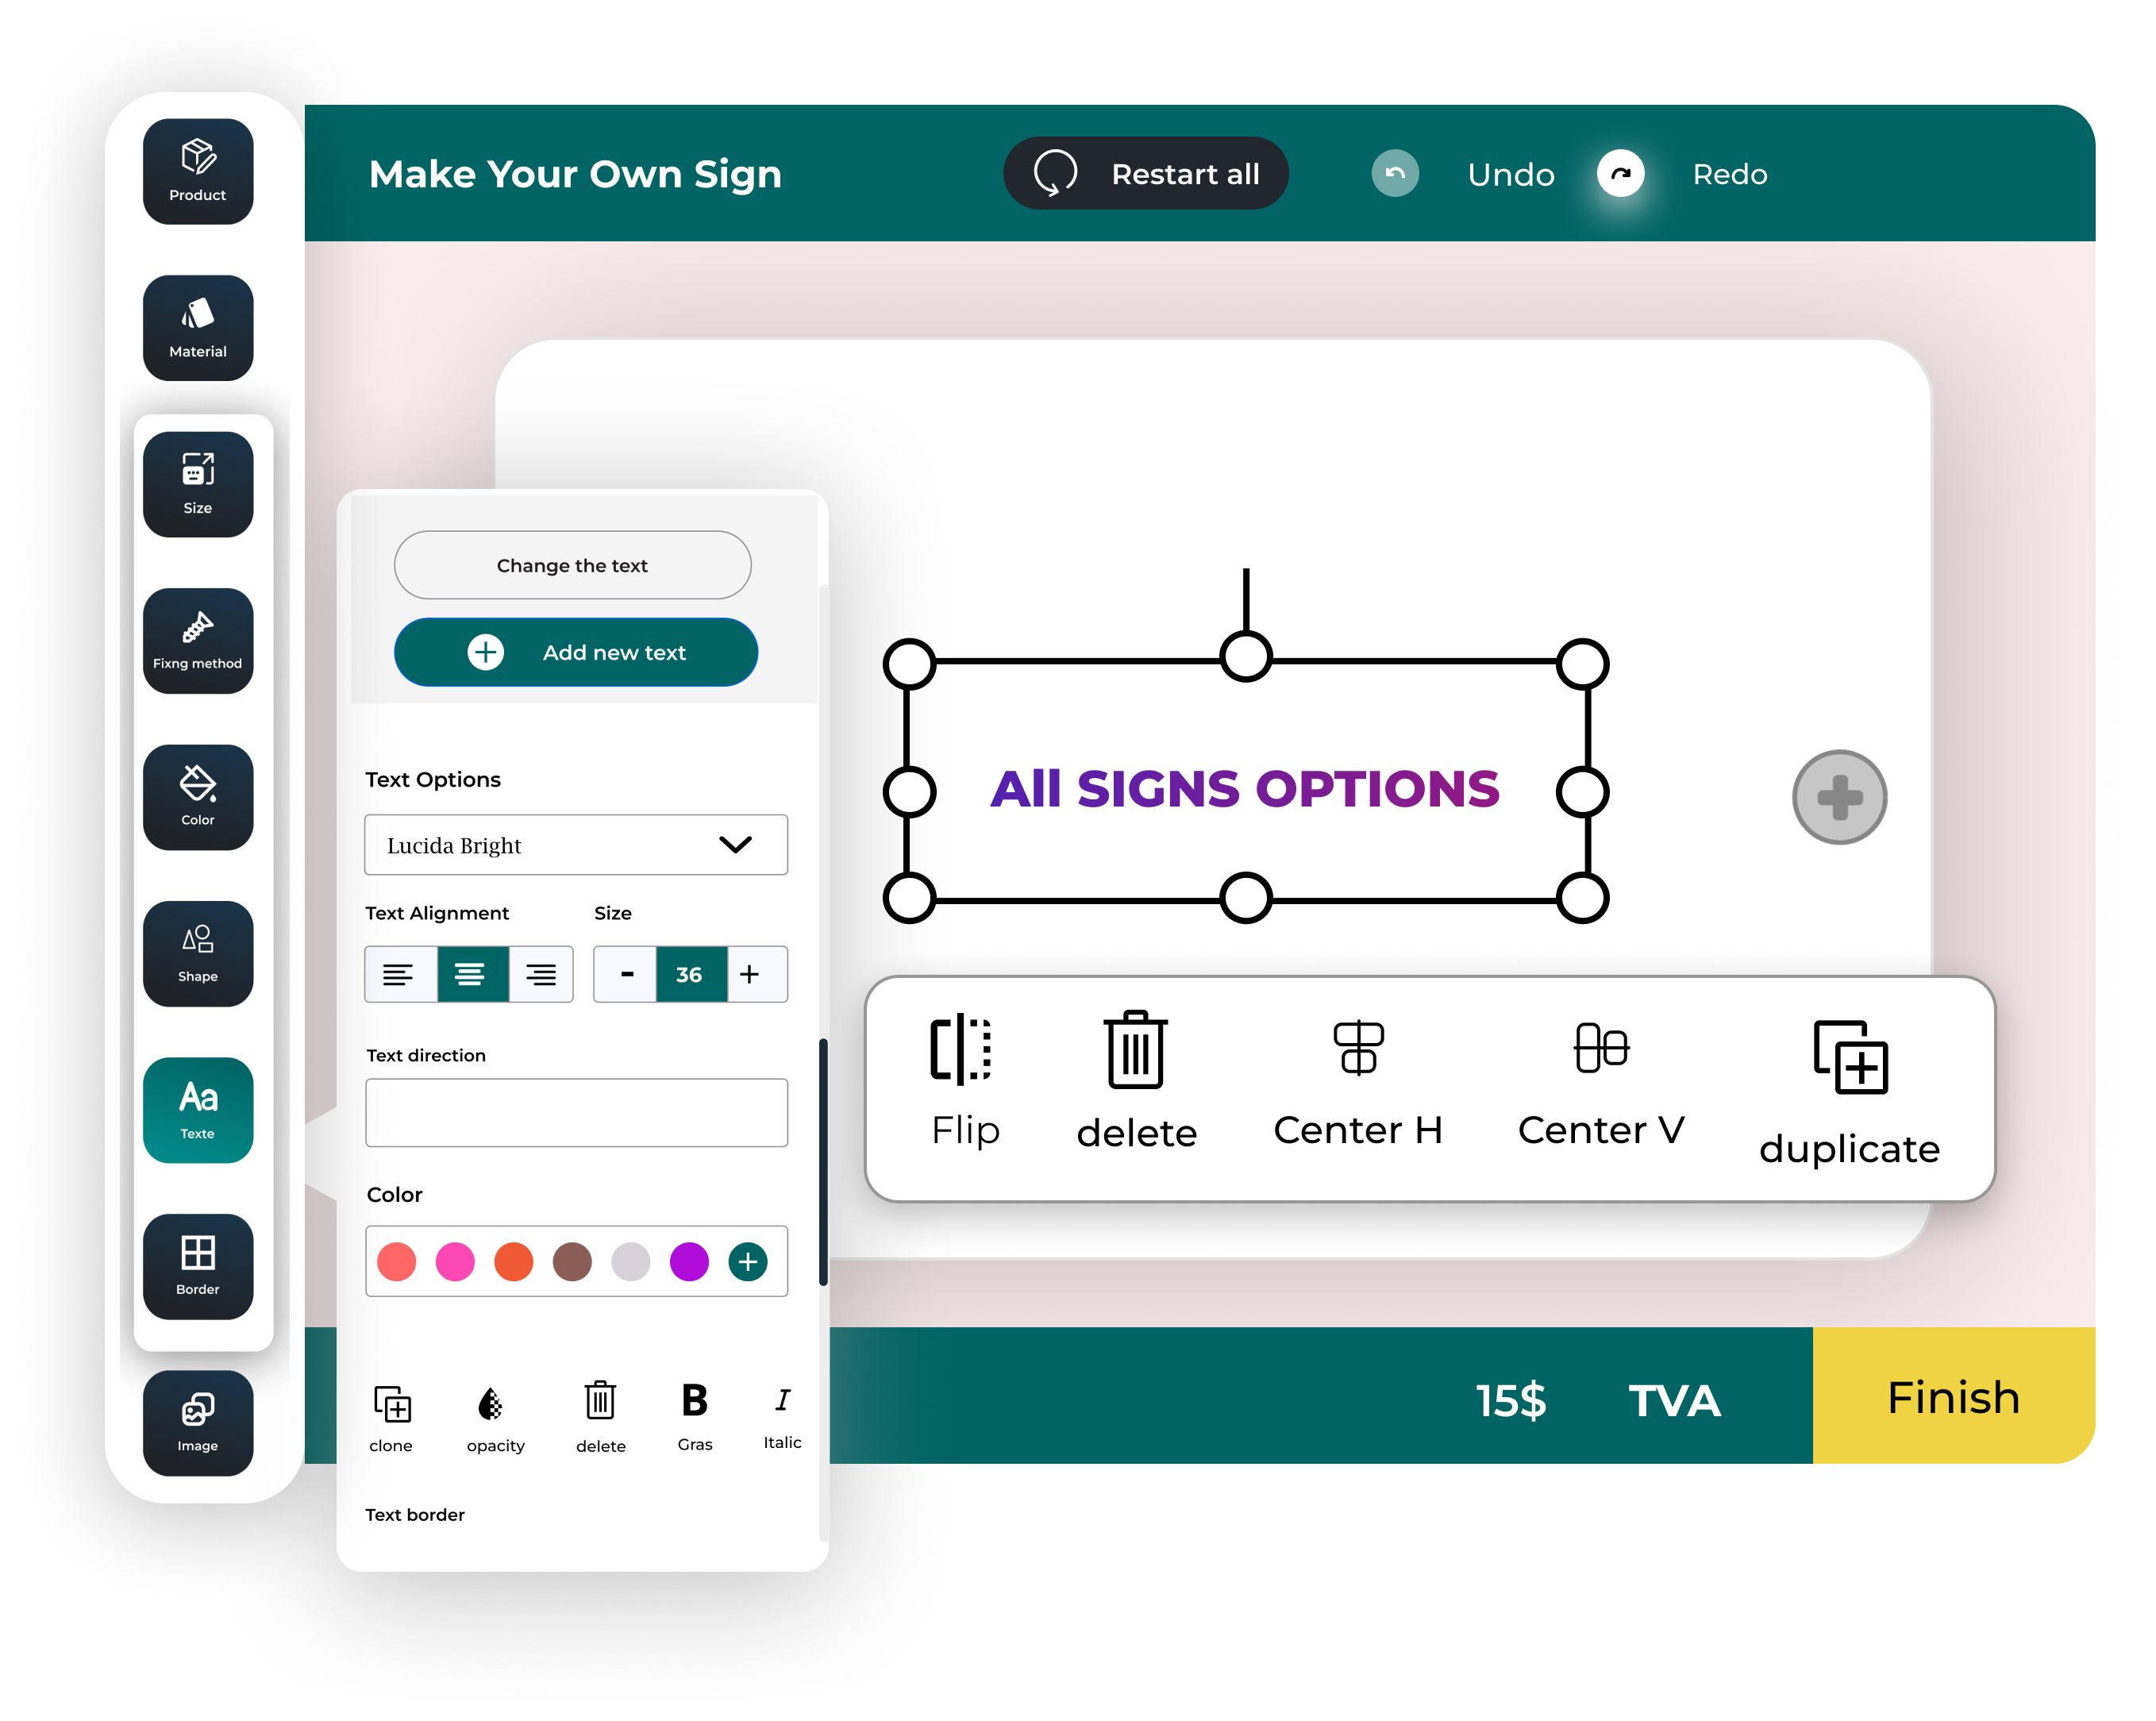 Make Your Own Sign
Restart all
Undo
Redo
Product
Material
Size
Fixng method
Color
Shape
Aa
Texte
Border
Image
Change the text
Add new text
Text Options
Lucida Bright
Text Alignment
Size
- 36 +
Text direction
Color
clone
opacity
delete
B
Gras
I
Italic
Text border
All SIGNS OPTIONS
Flip
delete
Center H
Center V
duplicate
15$
TVA
Finish